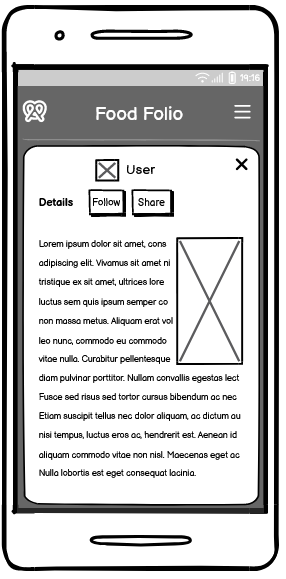 19:16
Food Folio
User
Details Follow Share
Lorem ipsum dolor sit amet, cons
adipiscing elit. Vivamus sit amet ni
tristique ex sit amet, ultrices lore
luctus sem quis ipsum semper co
non massa metus. Aliquam erat vol
leo nunc, commodo eu commodo
vitae nulla. Curabitur pellentesque
diam pulvinar porttitor. Nullam convallis egestas lect
Fusce sed risus sed tortor cursus bibendum ac nec
Etiam suscipit tellus nec dolor aliquam, ac dictum au
nisi tempus, luctus eros ac, hendrerit est. Aenean id
aliquam commodo vitae non nisl. Maecenas eget ac
Nulla lobortis est eget consequat lacinia.